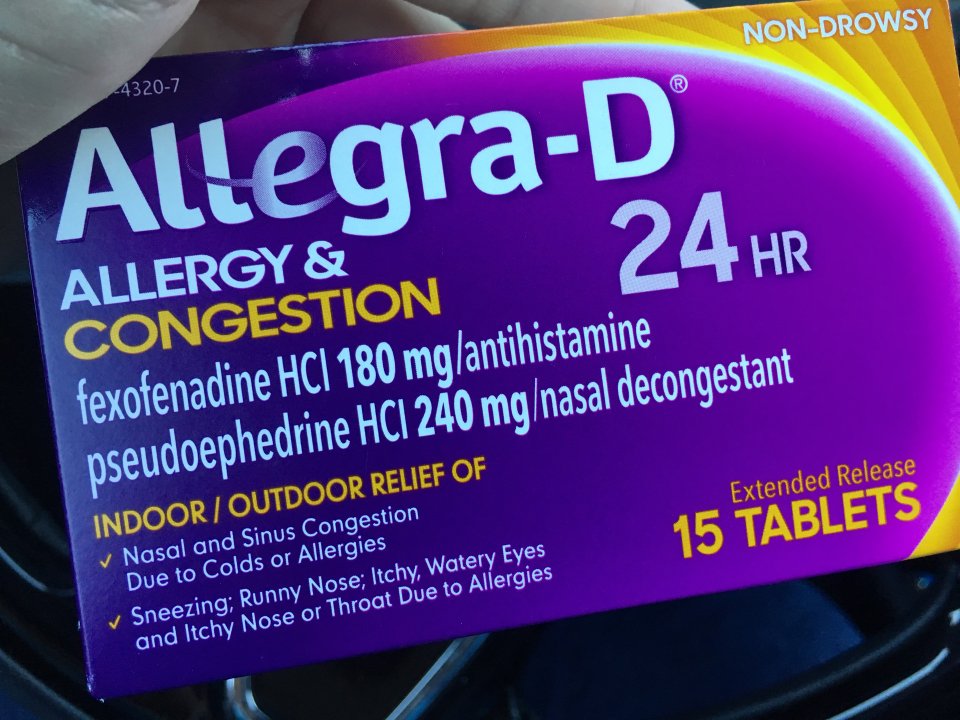 NON-DROWSY
-4320-7
Allegra-D®
24 HR
ALLERGY &
CONGESTION
fexofenadine HCl 180 mg/antihistamine
pseudoephedrine HCl 240 mg/nasal decongestant
INDOOR / OUTDOOR RELIEF OF
✓ Nasal and Sinus Congestion
Due to Colds or Allergies
✓ Sneezing; Runny Nose; Itchy, Watery Eyes
and Itchy Nose or Throat Due to Allergies
Extended Release
15 TABLETS